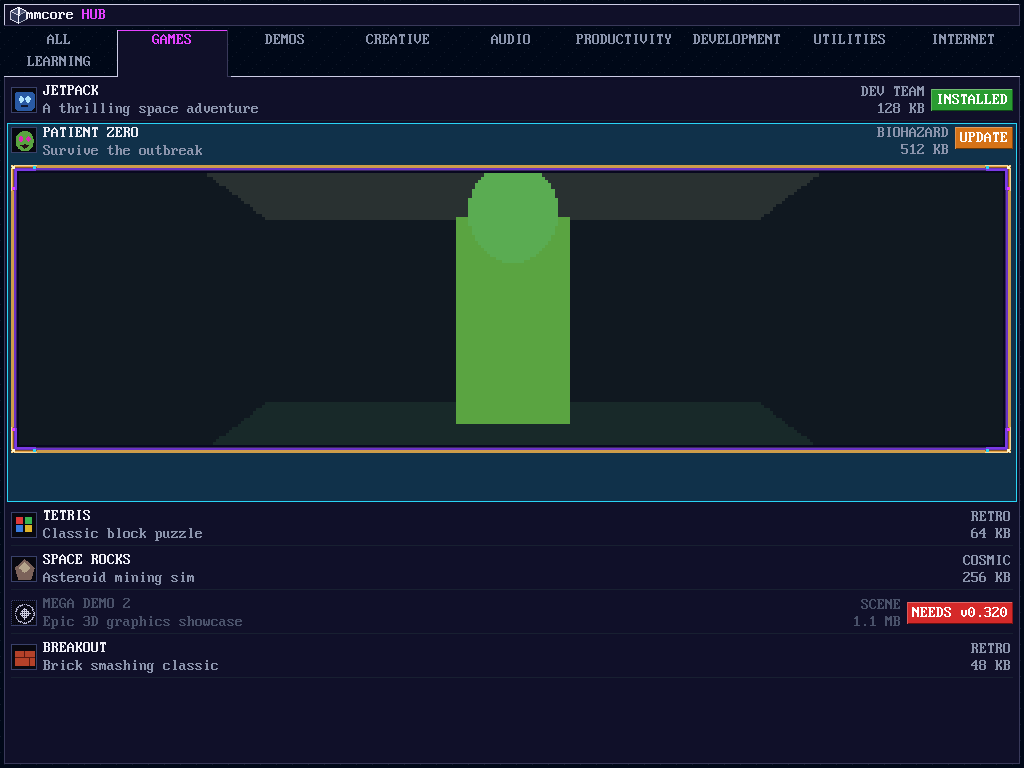 mmcore HUB
ALL GAMES DEMOS CREATIVE AUDIO PRODUCTIVITY DEVELOPMENT UTILITIES INTERNET
LEARNING
JETPACK DEV TEAM INSTALLED
A thrilling space adventure 128 KB
PATIENT ZERO BIOHAZARD UPDATE
Survive the outbreak 512 KB
TETRIS RETRO
Classic block puzzle 64 KB
SPACE ROCKS COSMIC
Asteroid mining sim 256 KB
MEGA DEMO 2 SCENE NEEDS v0.320
Epic 3D graphics showcase 1.1 MB
BREAKOUT RETRO
Brick smashing classic 48 KB